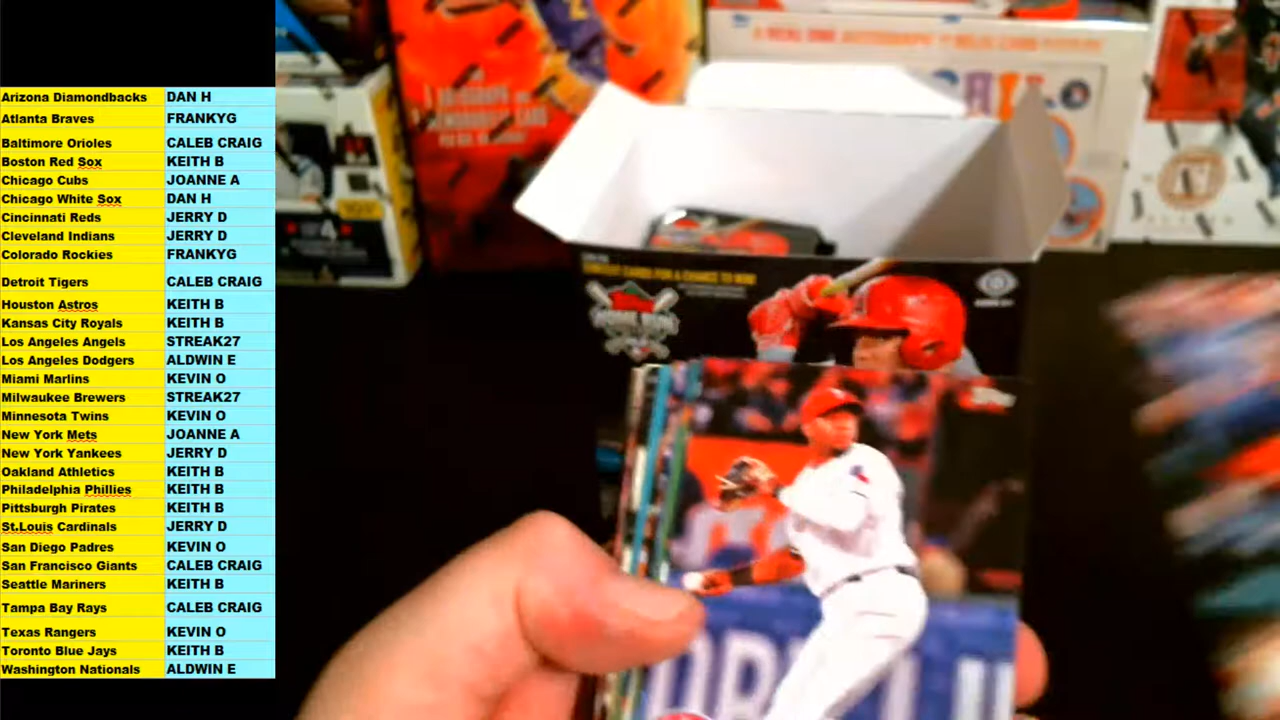 Arizona Diamondbacks DAN H
Atlanta Braves FRANKYG
Baltimore Orioles CALEB CRAIG
Boston Red Sox KEITH B
Chicago Cubs JOANNE A
Chicago White Sox DAN H
Cincinnati Reds JERRY D
Cleveland Indians JERRY D
Colorado Rockies FRANKYG
Detroit Tigers CALEB CRAIG
Houston Astros KEITH B
Kansas City Royals KEITH B
Los Angeles Angels STREAK27
Los Angeles Dodgers ALDWIN E
Miami Marlins KEVIN O
Milwaukee Brewers STREAK27
Minnesota Twins KEVIN O
New York Mets JOANNE A
New York Yankees JERRY D
Oakland Athletics KEITH B
Philadelphia Phillies KEITH B
Pittsburgh Pirates KEITH B
St.Louis Cardinals JERRY D
San Diego Padres KEVIN O
San Francisco Giants CALEB CRAIG
Seattle Mariners KEITH B
Tampa Bay Rays CALEB CRAIG
Texas Rangers KEVIN O
Toronto Blue Jays KEITH B
Washington Nationals ALDWIN E
HOME RUN
Topps